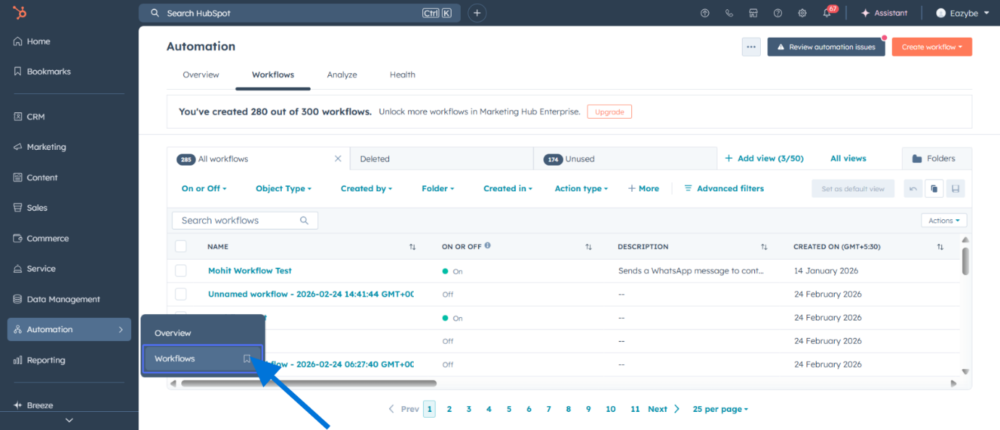 Search HubSpot
Ctrl K
67
Assistant
Eazybe
Home
Bookmarks
CRM
Marketing
Content
Sales
Commerce
Service
Data Management
Automation
Reporting
Breeze
Overview
Workflows
Automation
Review automation issues
Create workflow
Overview
Workflows
Analyze
Health
You've created 280 out of 300 workflows. Unlock more workflows in Marketing Hub Enterprise. Upgrade
285 All workflows
Deleted
174 Unused
+ Add view (3/50)
All views
Folders
On or Off
Object Type
Created by
Folder
Created in
Action type
+ More
Advanced filters
Set as default view
Search workflows
Actions
NAME ON OR OFF DESCRIPTION CREATED ON (GMT+5:30)
Mohit Workflow Test On Sends a WhatsApp message to cont... 14 January 2026
Unnamed workflow - 2026-02-24 14:41:44 GMT+00 Off -- 24 February 2026
On -- 24 February 2026
Off -- 24 February 2026
flow - 2026-02-24 06:27:40 GMT+00 Off -- 24 February 2026
Prev 1 2 3 4 5 6 7 8 9 10 11 Next 25 per page